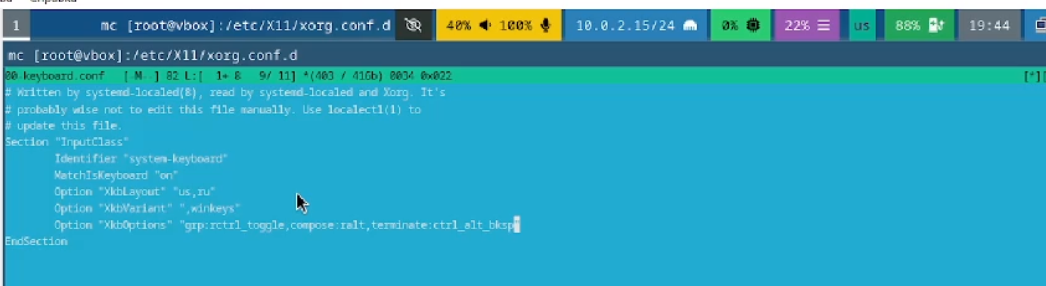 1 mc [root@vbox]:/etc/X11/xorg.conf.d 40% 100% 10.0.2.15/24 0% 22% us 88% 19:44
mc [root@vbox]:/etc/X11/xorg.conf.d
00-keyboard.conf [-M--] 82 L:[ 1+ 8 9/ 11] *(403 / 416b) 0034 0x022 [*][
# Written by systemd-localed(8), read by systemd-localed and Xorg. It's
# probably wise not to edit this file manually. Use localectl(1) to
# update this file.
Section "InputClass"
Identifier "system-keyboard"
MatchIsKeyboard "on"
Option "XkbLayout" "us,ru"
Option "XkbVariant" ",winkeys"
Option "XkbOptions" "grp:rctrl_toggle,compose:ralt,terminate:ctrl_alt_bksp"
EndSection